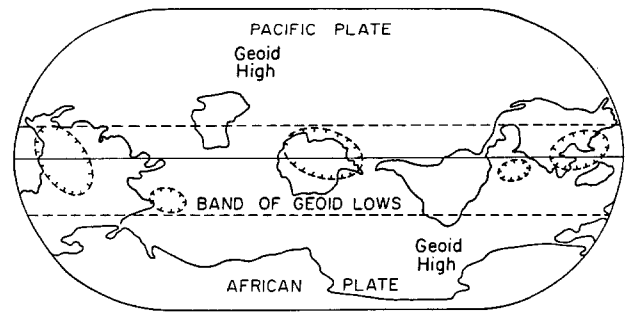 PACIFIC PLATE
Geoid
High
BAND OF GEOID LOWS
Geoid
High
AFRICAN PLATE